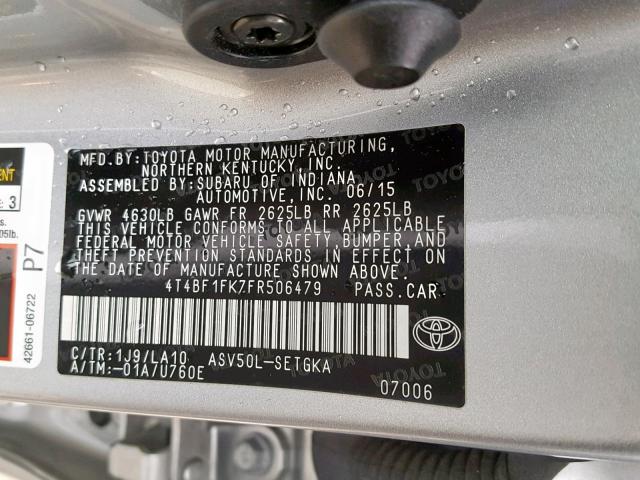 MFD.BY:TOYOTA MOTOR MANUFACTURING,
NORTHERN KENTUCKY, INC.
ASSEMBLED BY:SUBARU OF INDIANA
AUTOMOTIVE, INC. 06/15
GVWR 4630LB GAWR FR 2625LB RR 2625LB
THIS VEHICLE CONFORMS TO ALL APPLICABLE
FEDERAL MOTOR VEHICLE SAFETY, BUMPER, AND
THEFT PREVENTION STANDARDS IN EFFECT ON
THE DATE OF MANUFACTURE SHOWN ABOVE.
4T4BF1FK7FR506479 PASS.CAR
C/TR:1J9/LA10 ASV50L-SETGKA
A/TM:-01A/U760E
07006
TOYOTA
P7
42661-06722
: 3
05lb.